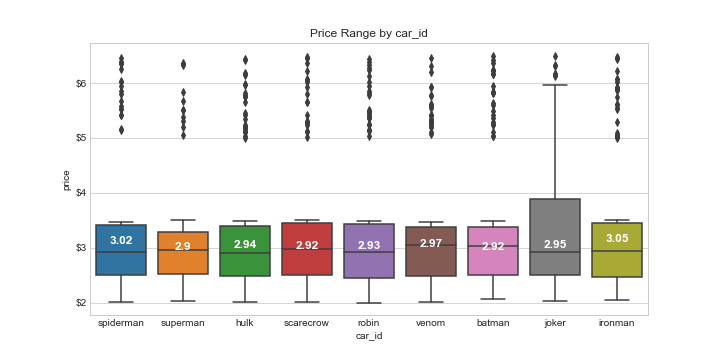 Price Range by car_id
price
$6
$5
$4
$3
$2
3.02
2.9
2.94
2.92
2.93
2.97
2.92
2.95
3.05
spiderman
superman
hulk
scarecrow
robin
venom
batman
joker
ironman
car_id